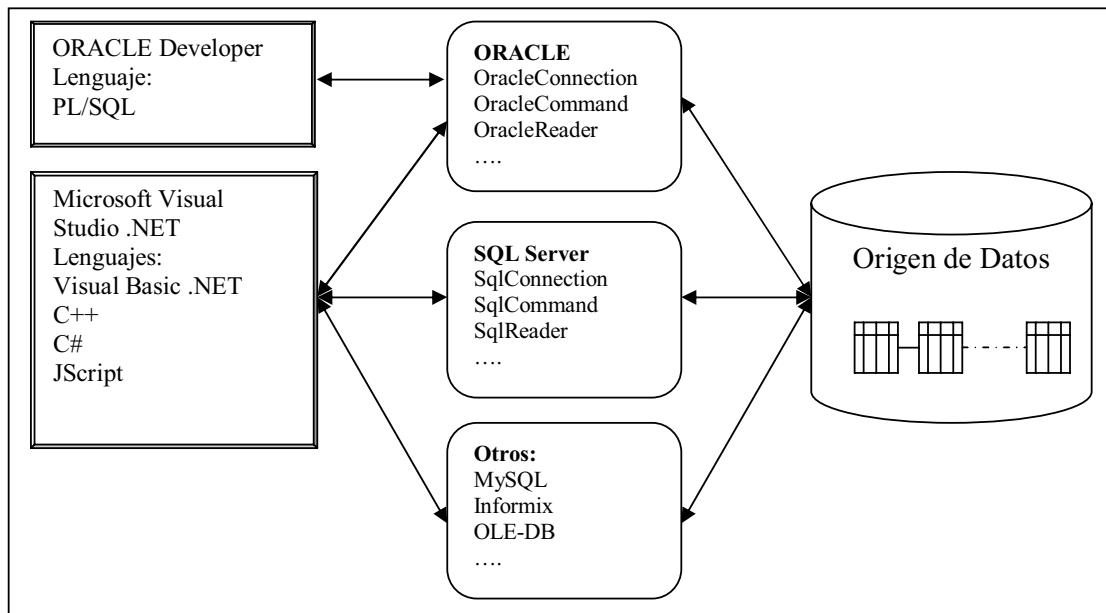 ORACLE Developer
Lenguaje:
PL/SQL
Microsoft Visual
Studio .NET
Lenguajes:
Visual Basic .NET
C++
C#
JScript
ORACLE
OracleConnection
OracleCommand
OracleReader
….
SQL Server
SqlConnection
SqlCommand
SqlReader
….
Otros:
MySQL
Informix
OLE-DB
….
Origen de Datos